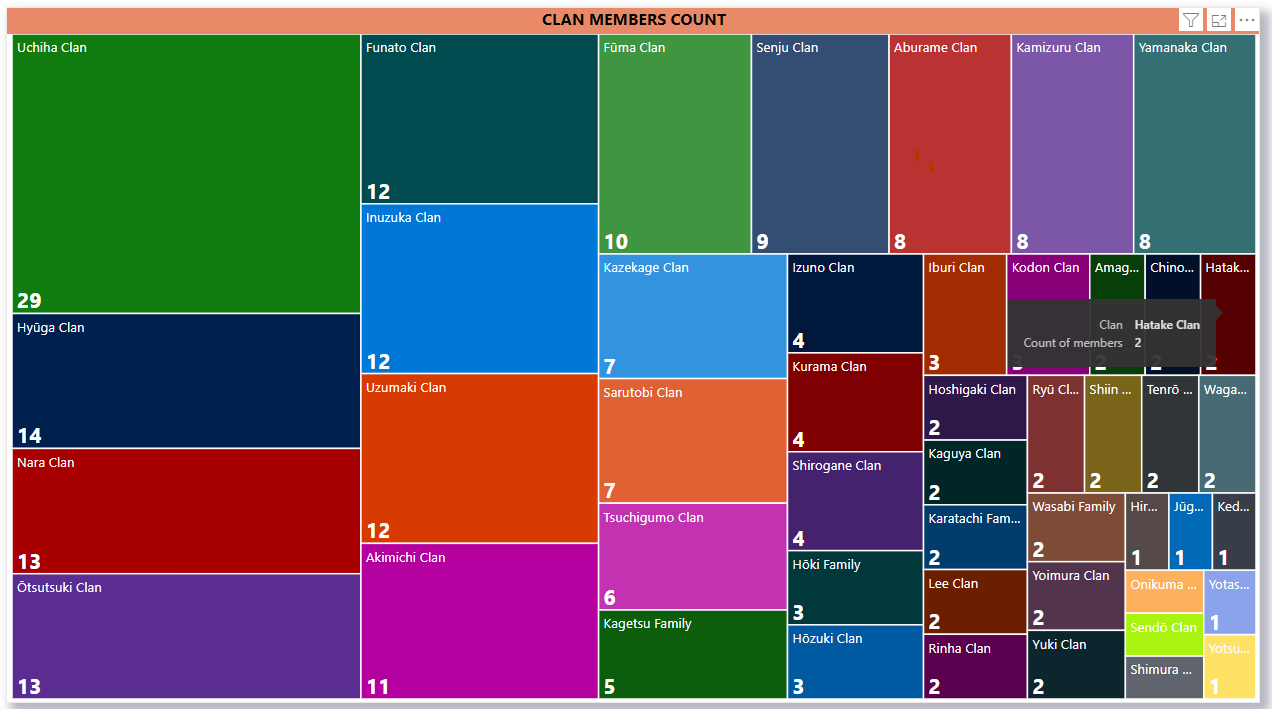 CLAN MEMBERS COUNT
Uchiha Clan
29
Hyūga Clan
14
Nara Clan
13
Ōtsutsuki Clan
13
Funato Clan
12
Inuzuka Clan
12
Uzumaki Clan
12
Akimichi Clan
11
Fūma Clan
10
Senju Clan
9
Aburame Clan
8
Kamizuru Clan
8
Yamanaka Clan
8
Kazekage Clan
7
Sarutobi Clan
7
Tsuchigumo Clan
6
Kagetsu Family
5
Izuno Clan
4
Kurama Clan
4
Shirogane Clan
4
Hōki Family
3
Hōzuki Clan
3
Iburi Clan
3
Kodon Clan
3
Amag...
2
Chino...
2
Hatak...
2
Clan Hatake Clan
Count of members 2
Hoshigaki Clan
2
Kaguya Clan
2
Karatachi Fam...
2
Lee Clan
2
Rinha Clan
2
Ryū Cl...
2
Shiin ...
2
Tenrō ...
2
Waga...
2
Wasabi Family
2
Yoimura Clan
2
Yuki Clan
2
Hir...
1
Jūg...
1
Ked...
1
Onikuma ...
Sendō Clan
Shimura ...
Yotas...
1
Yotsu...
1